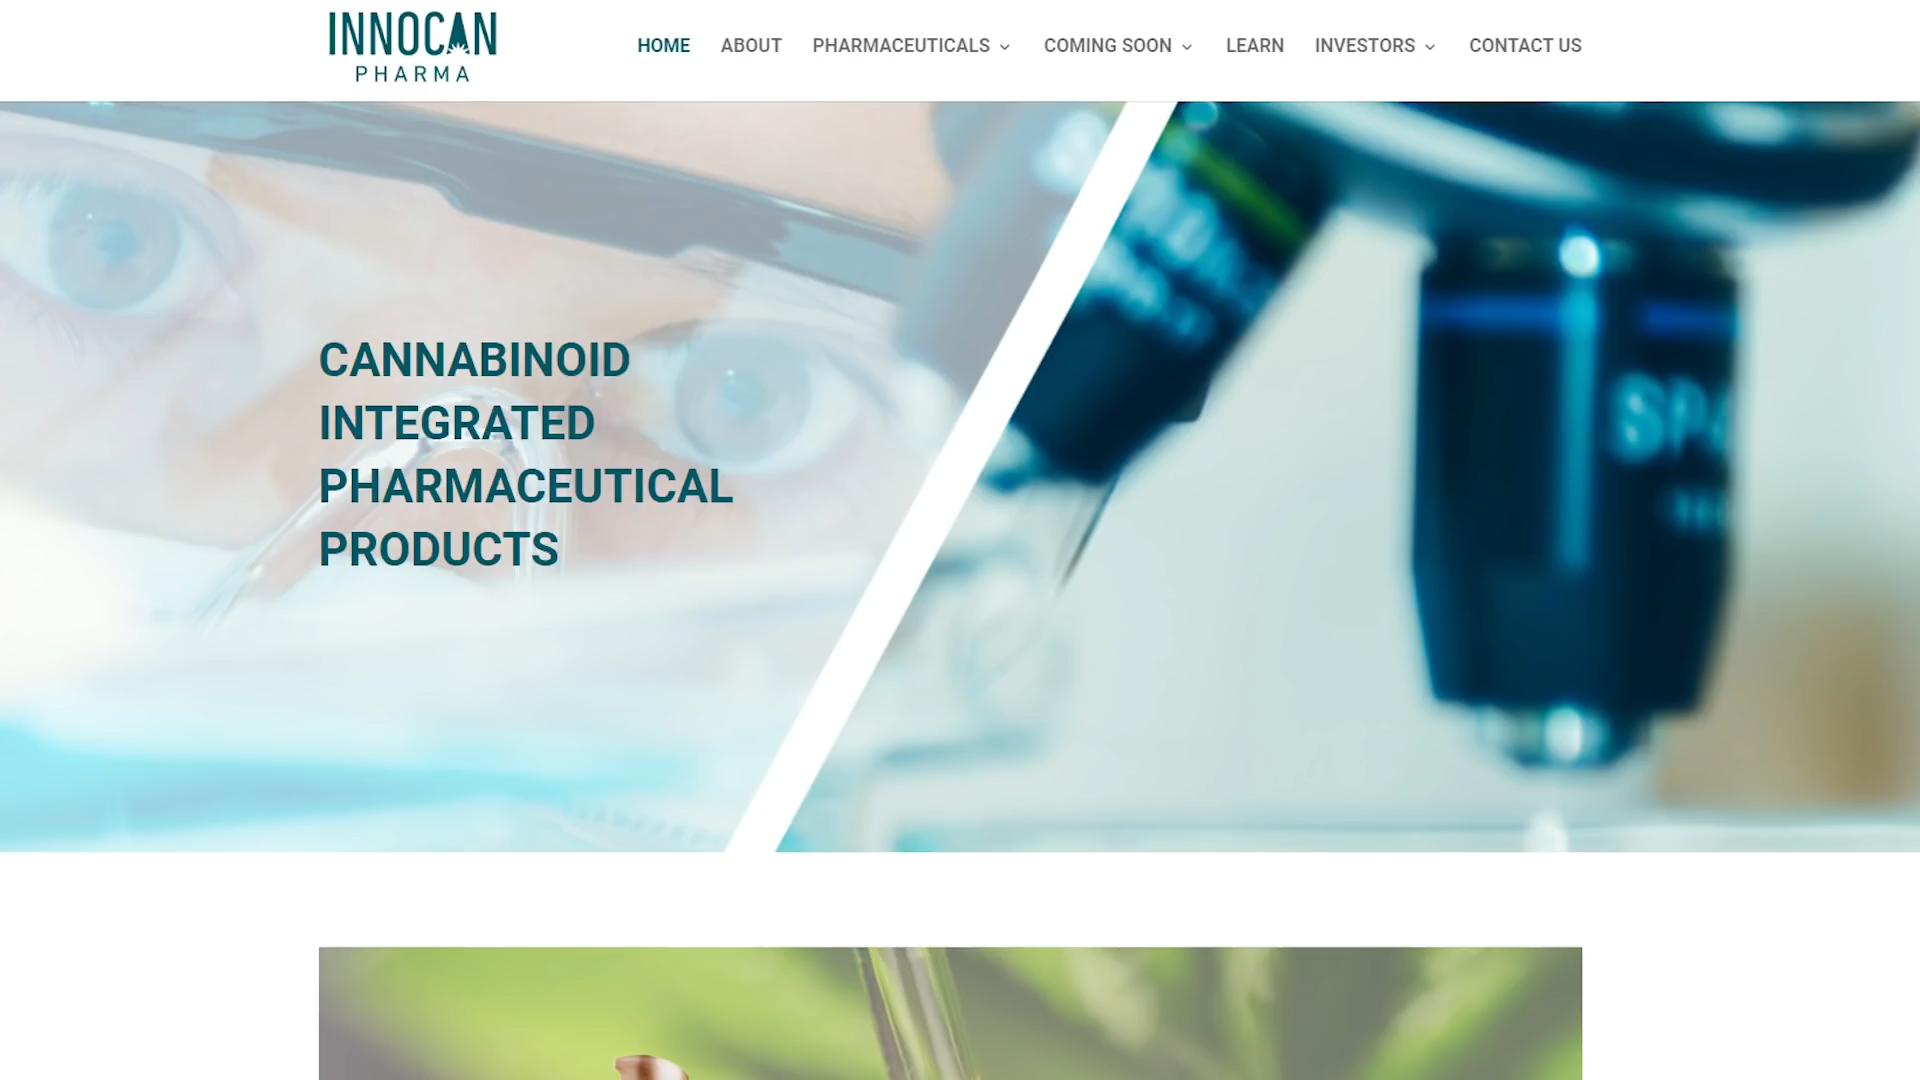 INNOCAN
PHARMA
HOME ABOUT PHARMACEUTICALS COMING SOON LEARN INVESTORS CONTACT US
CANNABINOID
INTEGRATED
PHARMACEUTICAL
PRODUCTS